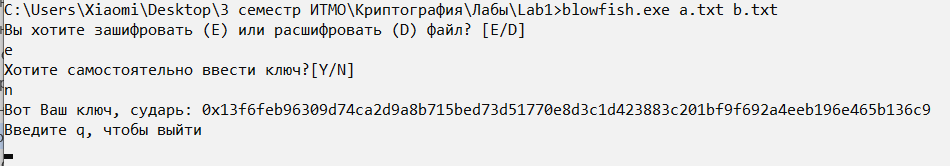 C:\Users\Xiaomi\Desktop\3 семестр ИТМО\Криптография\Лабы\Lab1>blowfish.exe a.txt b.txt
Вы хотите зашифровать (E) или расшифровать (D) файл? [E/D]
e
Хотите самостоятельно ввести ключ?[Y/N]
n
Вот Ваш ключ, сударь: 0x13f6feb96309d74ca2d9a8b715bed73d51770e8d3c1d423883c201bf9f692a4eeb196e465b136c9
Введите q, чтобы выйти